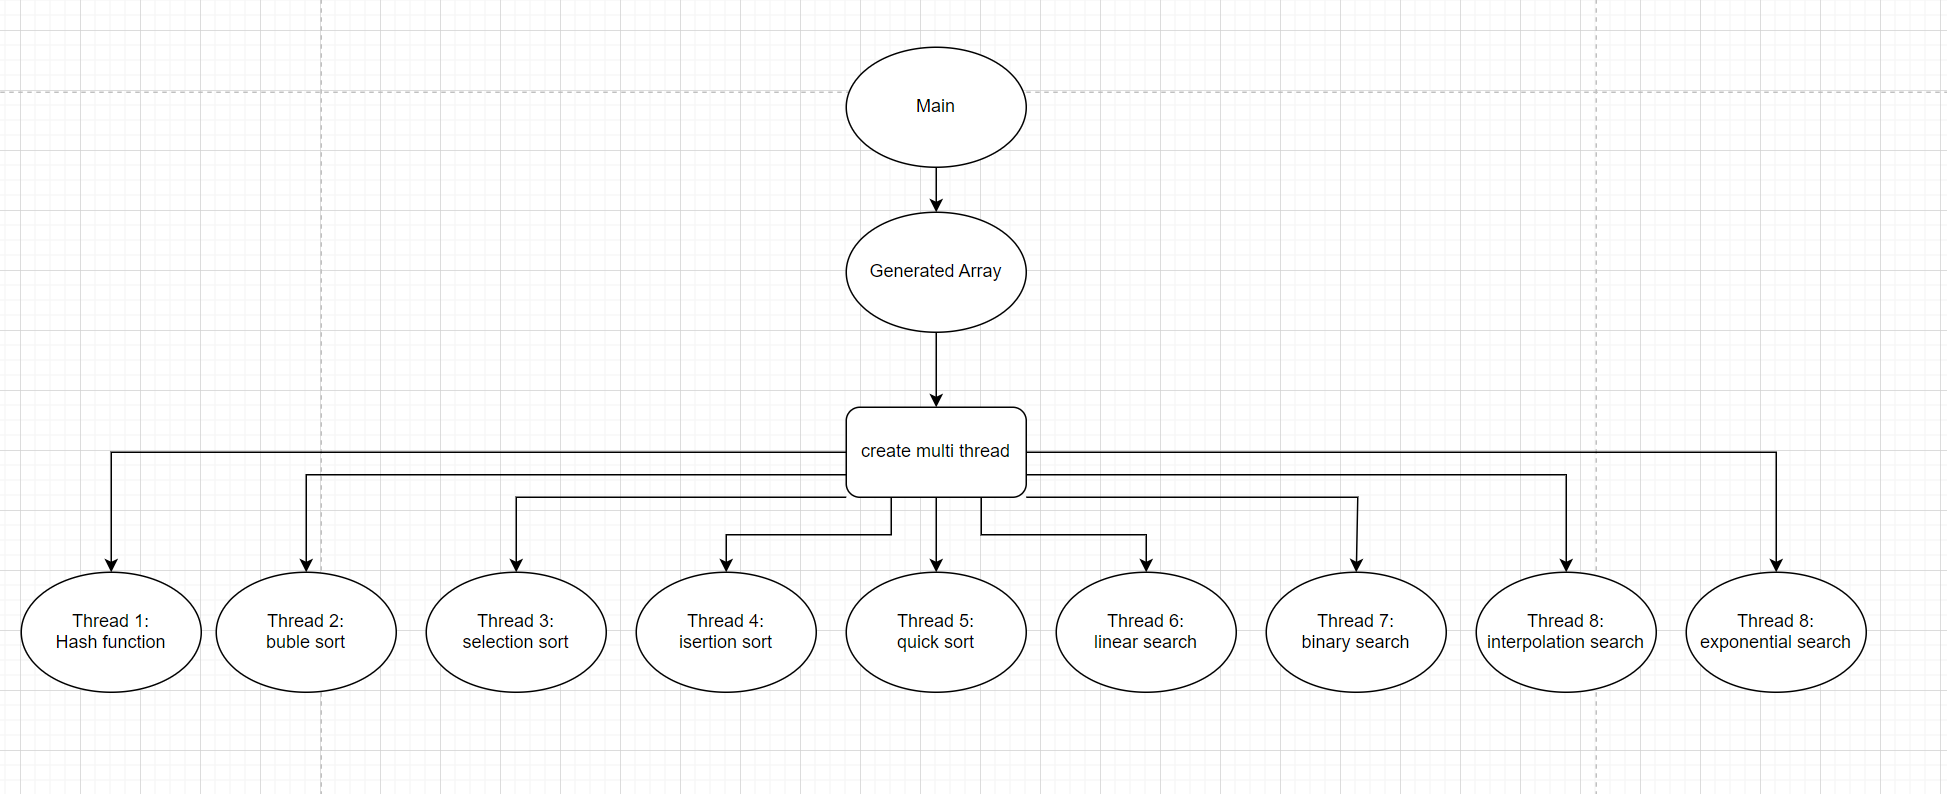 Main
Generated Array
create multi thread
Thread 1:
Hash function
Thread 2:
buble sort
Thread 3:
selection sort
Thread 4:
isertion sort
Thread 5:
quick sort
Thread 6:
linear search
Thread 7:
binary search
Thread 8:
interpolation search
Thread 8:
exponential search